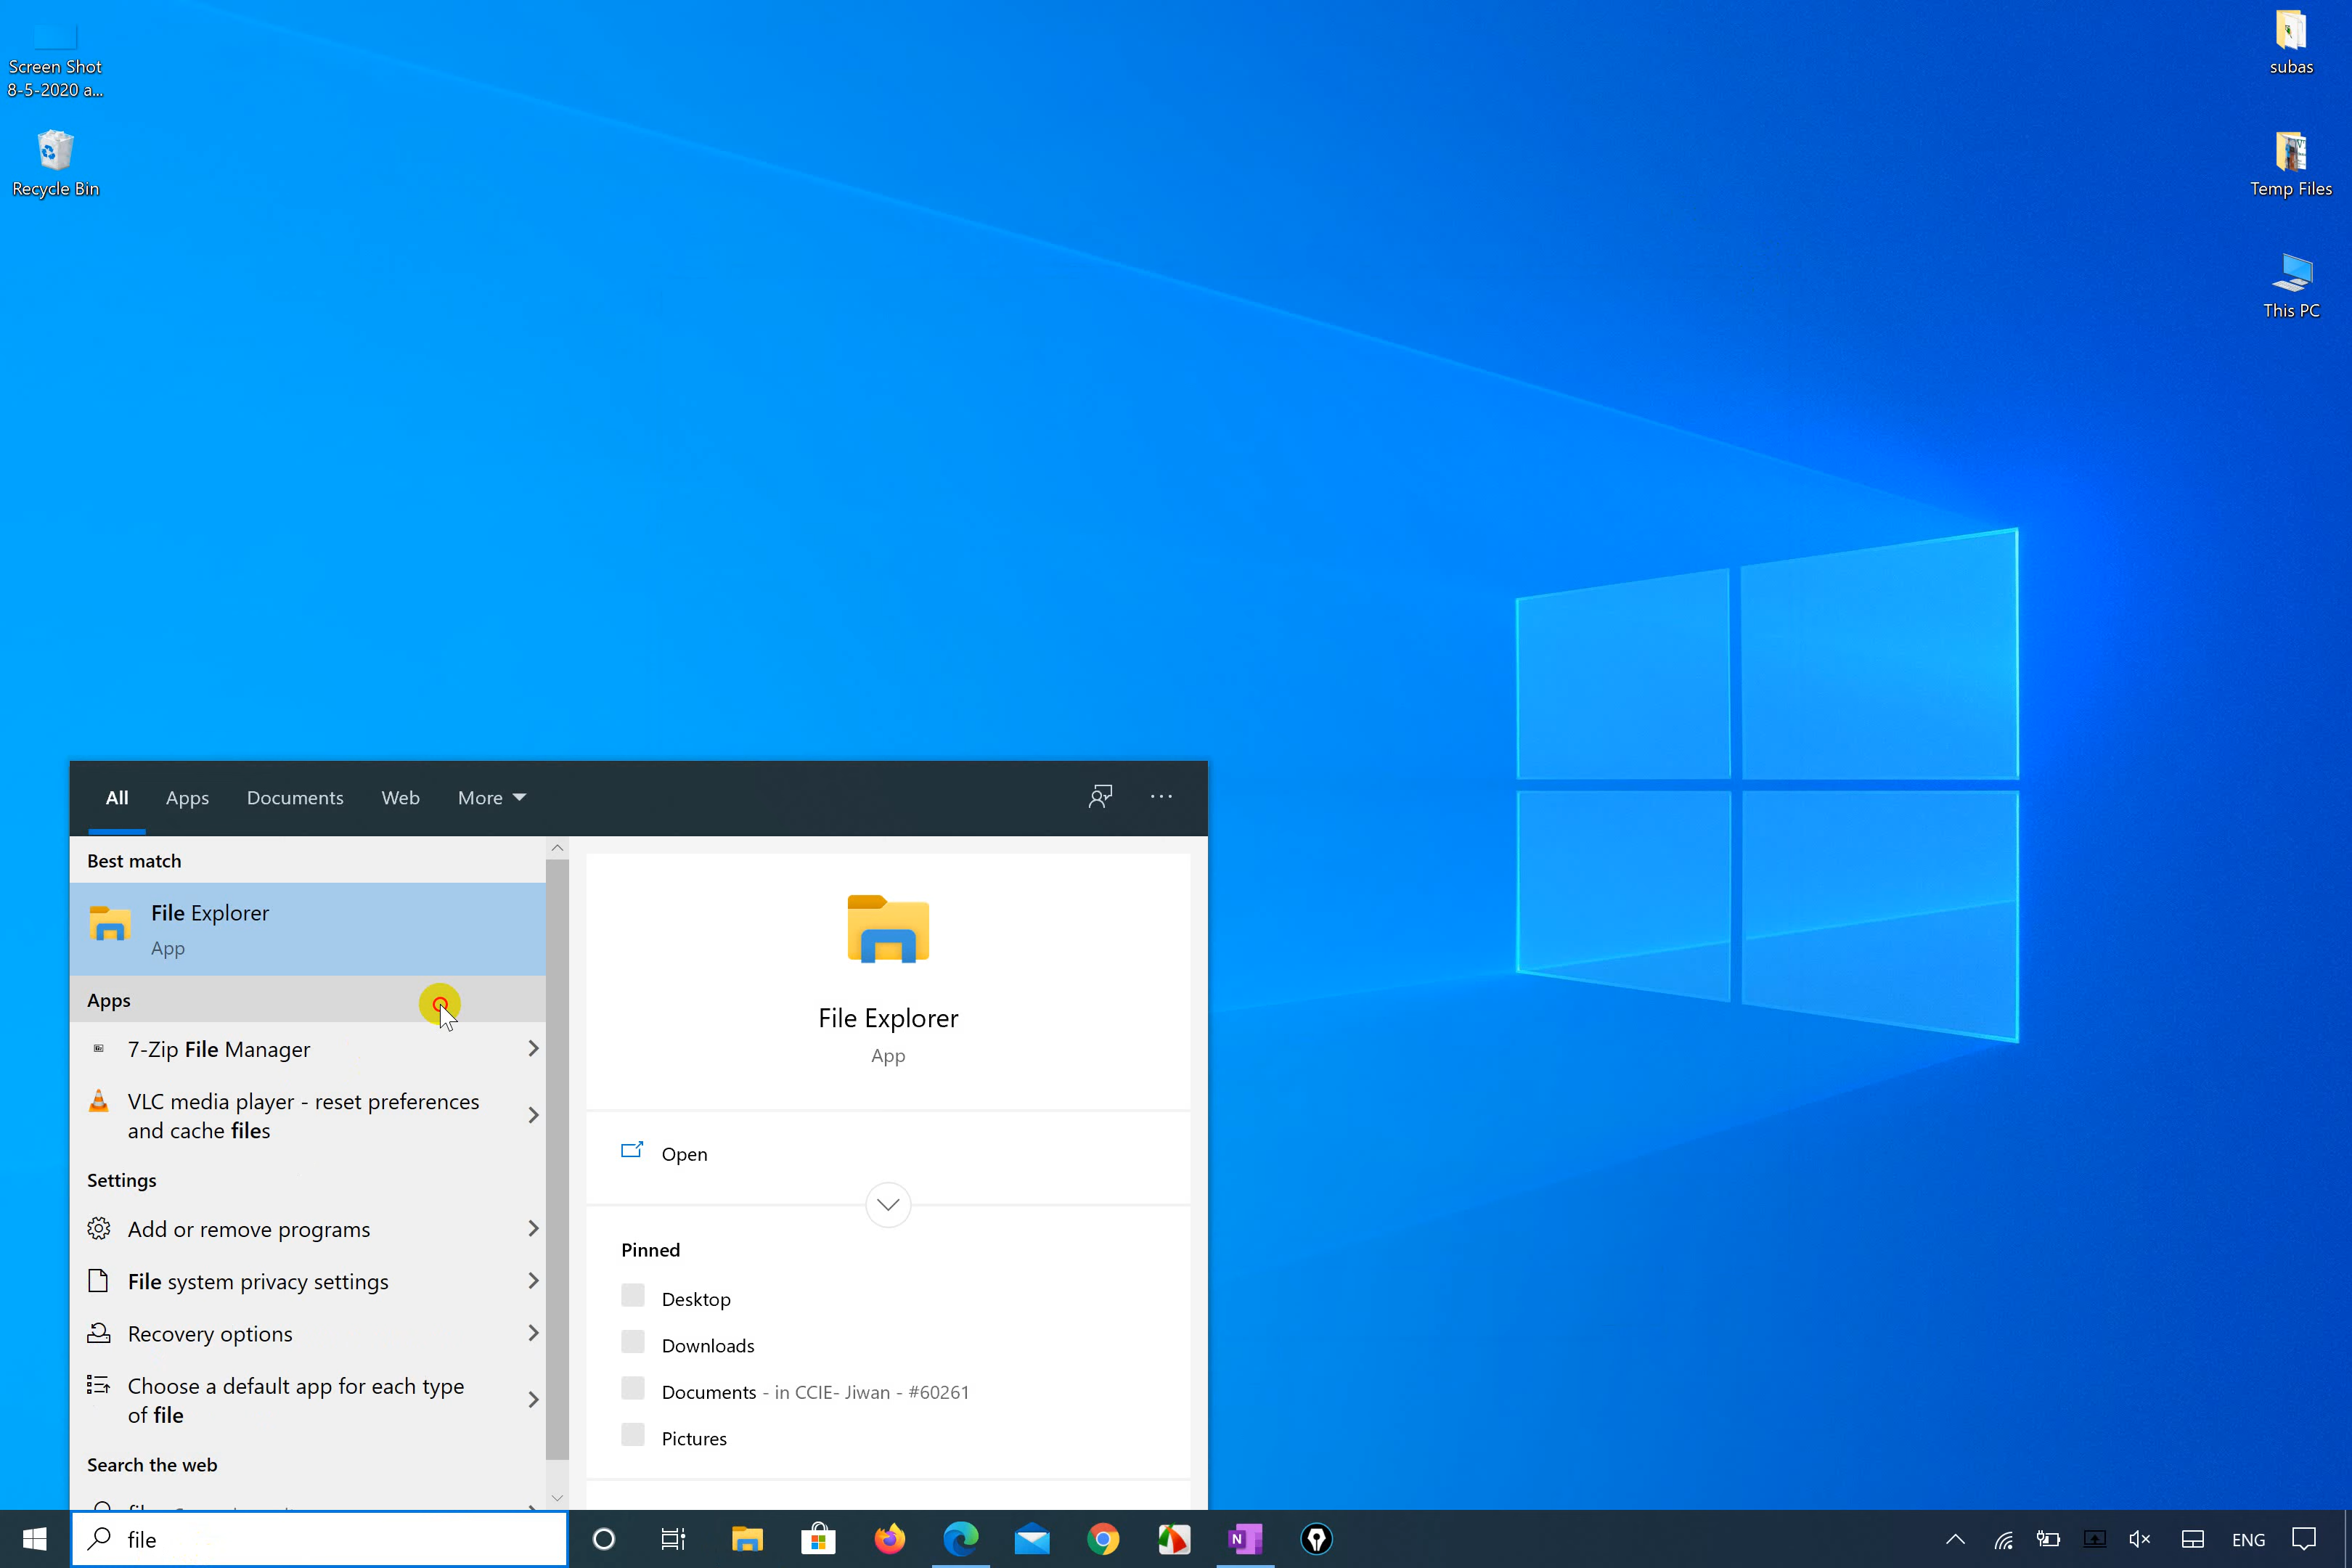 Screen Shot
8-5-2020 a...
Recycle Bin
subas
Temp Files
This PC
All Apps Documents Web More
Best match
File Explorer
App
Apps
7-Zip File Manager
VLC media player - reset preferences
and cache files
Settings
Add or remove programs
File system privacy settings
Recovery options
Choose a default app for each type
of file
Search the web
File Explorer
App
Open
Pinned
Desktop
Downloads
Documents - in CCIE- Jiwan - #60261
Pictures
file
N
ENG